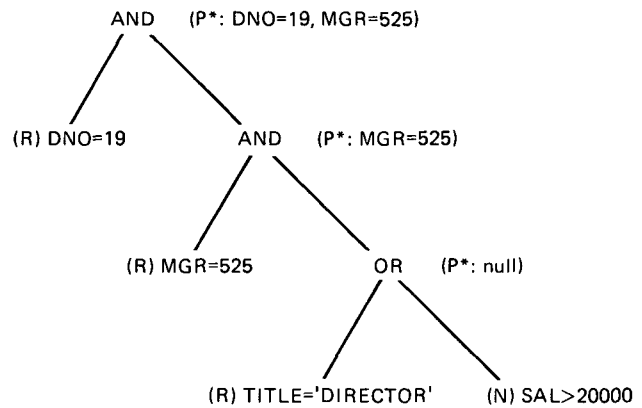 AND (P*: DNO=19, MGR=525)
(R) DNO=19 AND (P*: MGR=525)
(R) MGR=525 OR (P*: null)
(R) TITLE='DIRECTOR' (N) SAL>20000